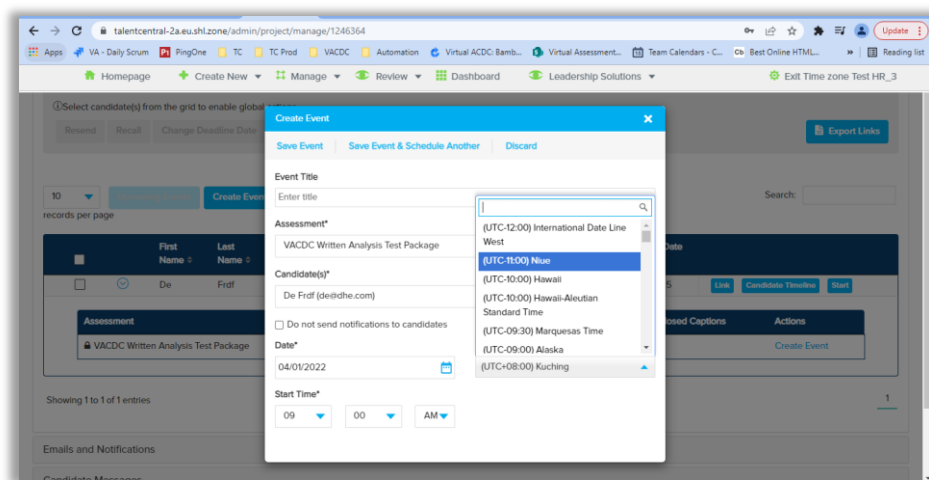 talentcentral-2a.eu.shl.zone/admin/project/manage/1246364
Update
Apps VA - Daily Scrum PingOne TC TC Prod VACDC Automation Virtual ACDC: Bamb... Virtual Assessment... Team Calendars - C... Cb Best Online HTML... » Reading list
Homepage Create New Manage Review Dashboard Leadership Solutions Exit Time zone Test HR_3
Select candidate(s) from the grid to enable global
Resend Recall Change Deadline Date Export Links
Create Event ×
Save Event Save Event & Schedule Another Discard
Event Title
Enter title
10 Create Even Search:
records per page
Assessment*
VACDC Written Analysis Test Package
(UTC-12:00) International Date Line
West
(UTC-11:00) Niue
(UTC-10:00) Hawaii
(UTC-10:00) Hawaii-Aleutian
Standard Time
(UTC-09:30) Marquesas Time
(UTC-09:00) Alaska
(UTC+08:00) Kuching
First Last Date
Name Name
Candidate(s)*
De Frdf 5 Link Candidate Timeline Start
De Frdf (de@dhe.com)
Assessment Closed Captions Actions
Do not send notifications to candidates
VACDC Written Analysis Test Package Create Event
Date*
04/01/2022
Start Time*
09 00 AM
Showing 1 to 1 of 1 entries 1
Emails and Notifications
Candidate Messages